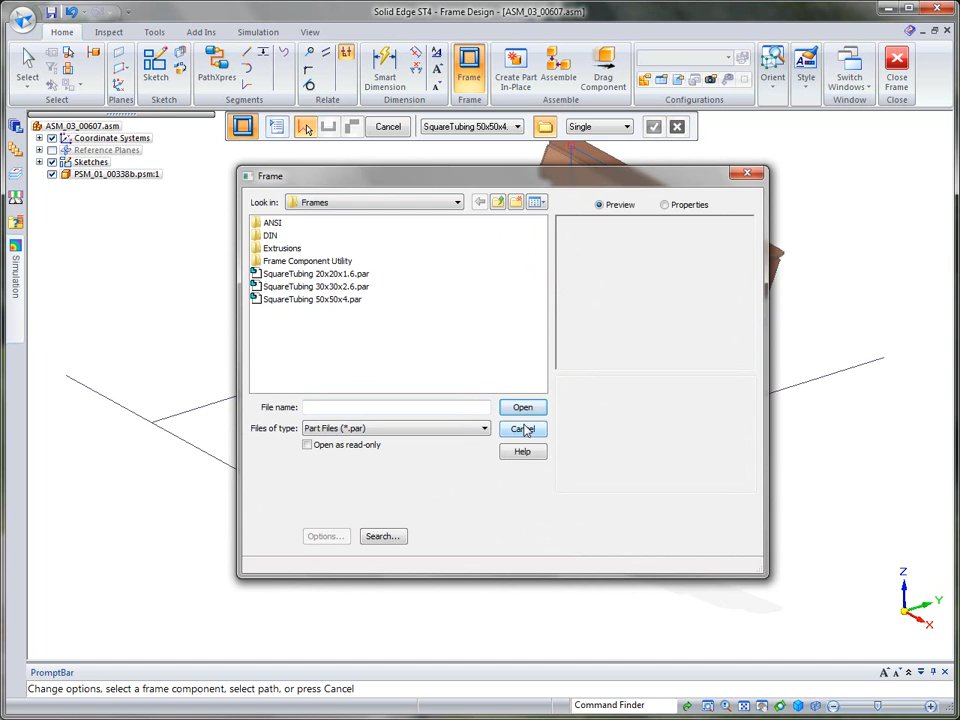 Solid Edge ST4 - Frame Design - [ASM_03_00607.asm]
Home Inspect Tools Add Ins Simulation View
Select
Sketch
PathXpres
Smart
Dimension
Frame
Create Part
In-Place
Assemble
Drag
Component
Orient
Style
Switch
Windows
Close
Frame
Select Planes Sketch Segments Relate Dimension Frame Assemble Configurations Window Close
ASM_03_00607.asm
Coordinate Systems
Reference Planes
Sketches
PSM_01_00338b.psm:1
Cancel SquareTubing 50x50x4. Single
Simulation
Frame
Look in: Frames
Preview Properties
ANSI
DIN
Extrusions
Frame Component Utility
SquareTubing 20x20x1.6.par
SquareTubing 30x30x2.6.par
SquareTubing 50x50x4.par
File name: Open
Files of type: Part Files (*.par) Cancel
Open as read-only Help
Options... Search...
Z
Y
X
PromptBar
Change options, select a frame component, select path, or press Cancel
Command Finder